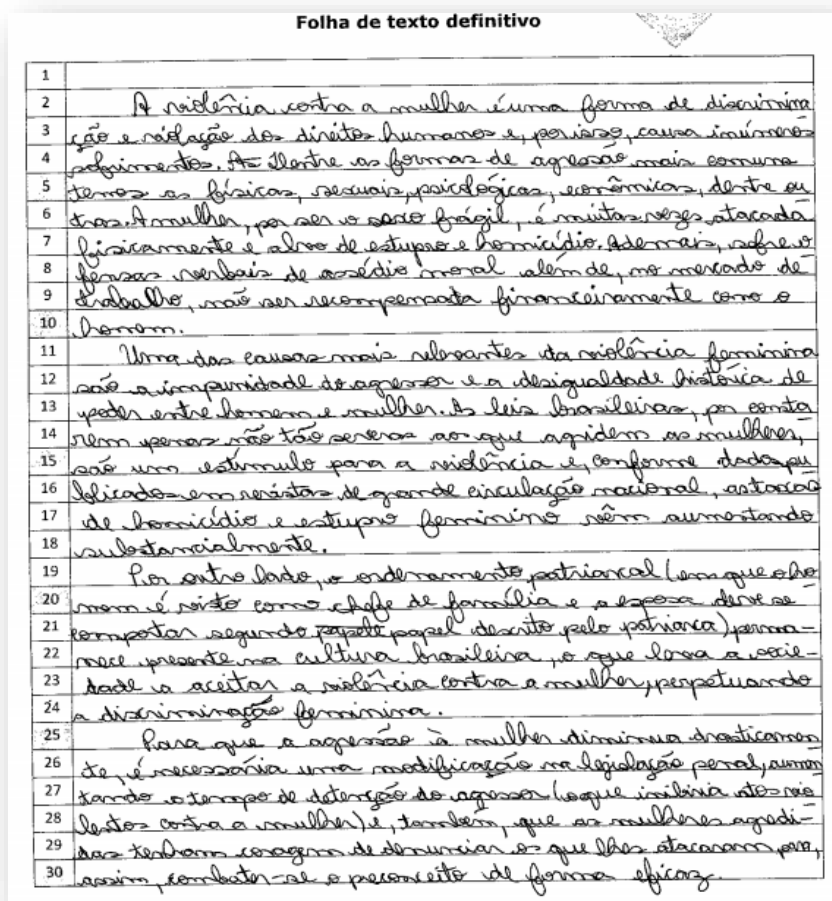 Folha de texto definitivo
1
2 A violência contra a mulher é uma forma de discrimina
3 ção e violação dos direitos humanos e, por isso, causa inúmeros
4 sofrimentos. As Dentre as formas de agressão mais comuns
5 temos as físicas, sexuais, psicológicas, econômicas, dentre ou
6 tras. A mulher, por ser o sexo frágil, é muitas vezes atacada
7 fisicamente e alvo de estupro e homicídio. Ademais, sofre o
8 fensas verbais de assédio moral além de, no mercado de
9 trabalho, não ser recompensada financeiramente como o
10 homem.
11 Uma das causas mais relevantes da violência feminina
12 são a impunidade do agressor e a desigualdade histórica de
13 poder entre homem e mulher. As leis brasileiras, por consta
14 rem penas não tão severas aos que agridem as mulheres,
15 são um estímulo para a violência e, conforme dados pu
16 blicados em revistas de grande circulação nacional, as taxas
17 de homicídio e estupro feminino vêm aumentando
18 substancialmente.
19 Por outro lado, o ordenamento patriarcal (em que o ho
20 mem é visto como chefe de família e a esposa deve se
21 comportar segundo papele papel descrito pelo patriarca) perma-
22 nece presente na cultura brasileira, o que leva a socie-
23 dade a aceitar a violência contra a mulher, perpetuando
24 a discriminação feminina.
25 Para que a agressão à mulher diminua drasticamen
26 te, é necessária uma modificação na legislação penal, aumen
27 tando o tempo de detenção do agressor (o que inibiria atos vio
28 lentos contra a mulher) e, também, que as mulheres agredi-
29 das tenham coragem de denunciar os que lhes atacaram para,
30 assim, combater-se o preconceito de forma eficaz.